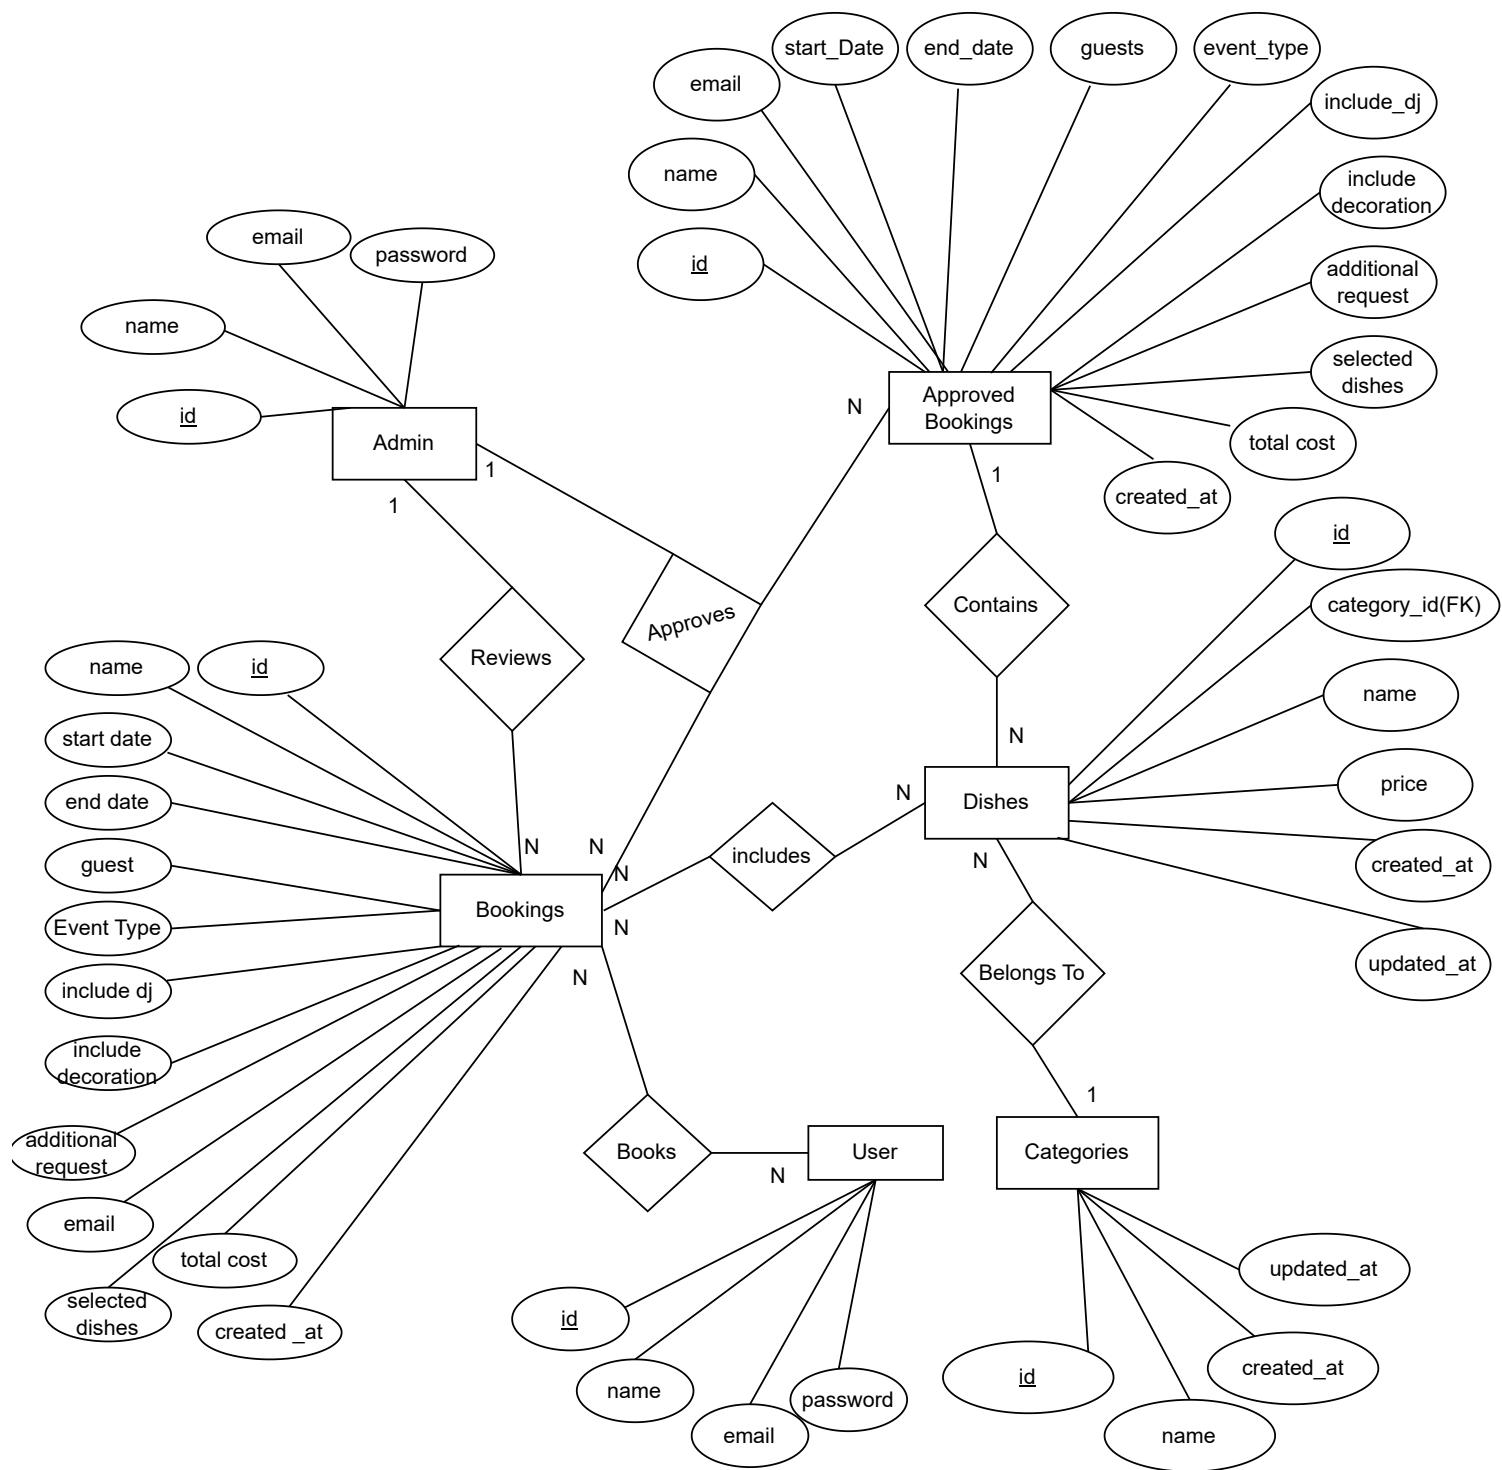 start_Date
end_date
guests
event_type
email
include_dj
name
include
decoration
id
additional
request
selected
dishes
total cost
created_at
Approved
Bookings
email
password
name
id
Admin
1
1
N
1
Contains
N
Approves
Reviews
id
category_id(FK)
name
price
created_at
updated_at
Dishes
N
N
includes
name
id
start date
end date
guest
Event Type
include dj
include
decoration
additional
request
email
total cost
selected
dishes
created _at
Bookings
N
N
N
N
N
Belongs To
1
Books
N
User
Categories
id
name
email
password
updated_at
created_at
id
name